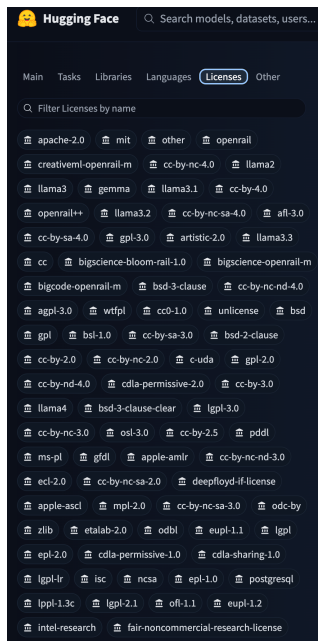 Hugging Face Search models, datasets, users...
Main Tasks Libraries Languages Licenses Other
Filter Licenses by name
apache-2.0 mit other openrail
creativeml-openrail-m cc-by-nc-4.0 llama2
llama3 gemma llama3.1 cc-by-4.0
openrail++ llama3.2 cc-by-nc-sa-4.0 afl-3.0
cc-by-sa-4.0 gpl-3.0 artistic-2.0 llama3.3
cc bigscience-bloom-rail-1.0 bigscience-openrail-m
bigcode-openrail-m bsd-3-clause cc-by-nc-nd-4.0
agpl-3.0 wtfpl cc0-1.0 unlicense bsd
gpl bsl-1.0 cc-by-sa-3.0 bsd-2-clause
cc-by-2.0 cc-by-nc-2.0 c-uda gpl-2.0
cc-by-nd-4.0 cdla-permissive-2.0 cc-by-3.0
llama4 bsd-3-clause-clear lgpl-3.0
cc-by-nc-3.0 osl-3.0 cc-by-2.5 pddl
ms-pl gfdl apple-amlr cc-by-nc-nd-3.0
ecl-2.0 cc-by-nc-sa-2.0 deepfloyd-if-license
apple-ascl mpl-2.0 cc-by-nc-sa-3.0 odc-by
zlib etalab-2.0 odbl eupl-1.1 lgpl
epl-2.0 cdla-permissive-1.0 cdla-sharing-1.0
lgpl-lr isc ncsa epl-1.0 postgresql
lppl-1.3c lgpl-2.1 ofl-1.1 eupl-1.2
intel-research fair-noncommercial-research-license